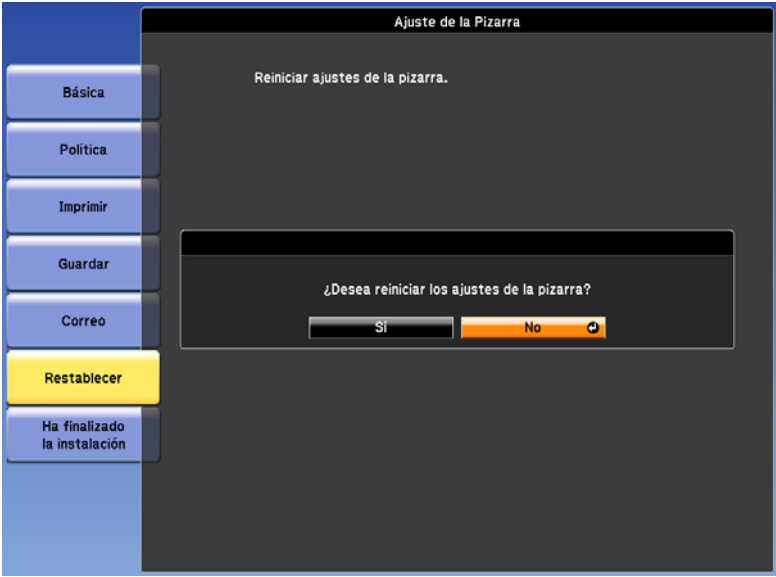 Ajuste de la Pizarra
Reiniciar ajustes de la pizarra.
Básica
Política
Imprimir
Guardar
Correo
Restablecer
Ha finalizado
la instalación
¿Desea reiniciar los ajustes de la pizarra?
Sí
No